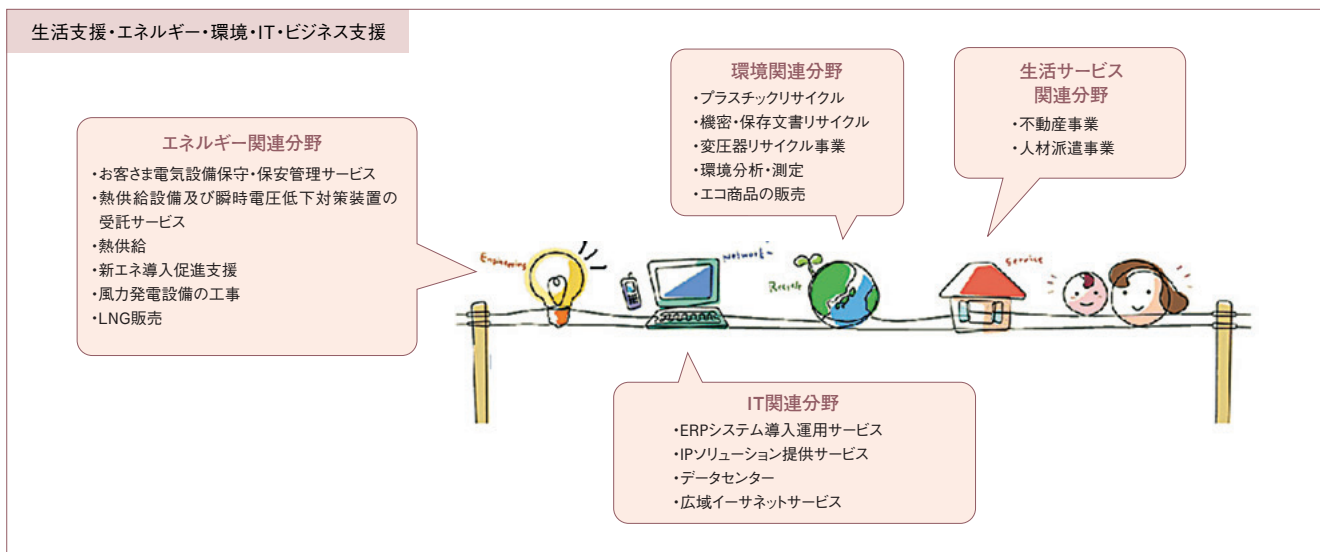 生活支援・エネルギー・環境・IT・ビジネス支援
エネルギー関連分野
・お客さま電気設備保守・保安管理サービス
・熱供給設備及び瞬時電圧低下対策装置の
受託サービス
・熱供給
・新エネ導入促進支援
・風力発電設備の工事
・LNG販売
環境関連分野
・プラスチックリサイクル
・機密・保存文書リサイクル
・変圧器リサイクル事業
・環境分析・測定
・エコ商品の販売
生活サービス
関連分野
・不動産事業
・人材派遣事業
Engineering
Network
Recycle
Service
IT関連分野
・ERPシステム導入運用サービス
・IPソリューション提供サービス
・データセンター
・広域イーサネットサービス